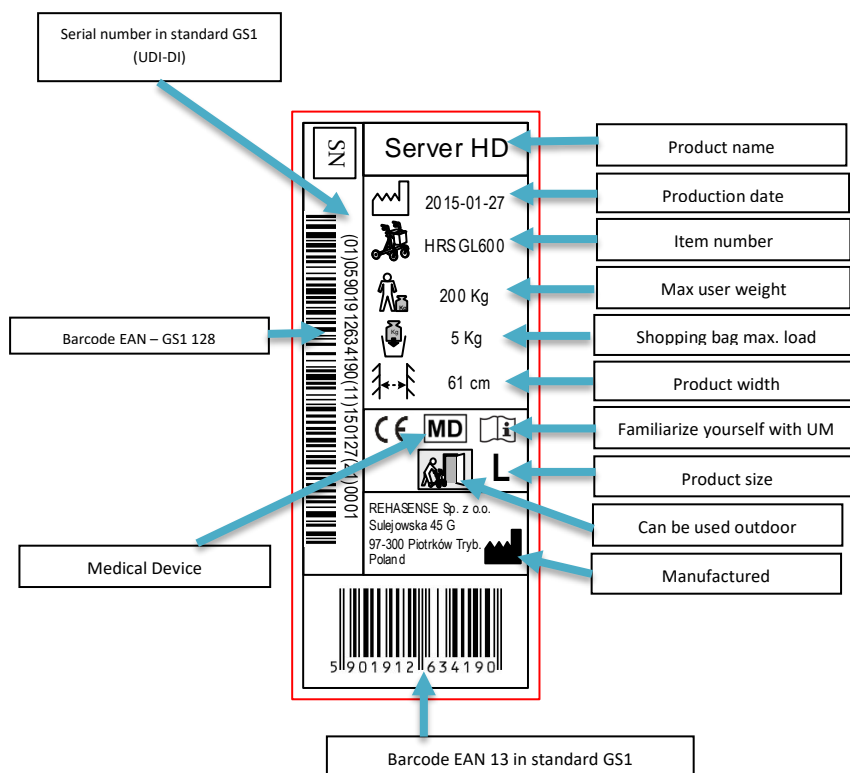 Serial number in standard GS1
(UDI-DI)
SN
Server HD
Product name
2015-01-27
Production date
HRSGL600
Item number
200 Kg
Max user weight
Kg
5 Kg
Shopping bag max. load
Kg
61 cm
Product width
(01)05901912634190(11)150127(21)0001
Barcode EAN – GS1 128
CE MD i
Familiarize yourself with UM
L
Product size
REHASENSE Sp. z o.o.
Sulejowska 45 G
97-300 Piotrków Tryb.
Poland
Can be used outdoor
Manufactured
Medical Device
5 901912 634190
Barcode EAN 13 in standard GS1